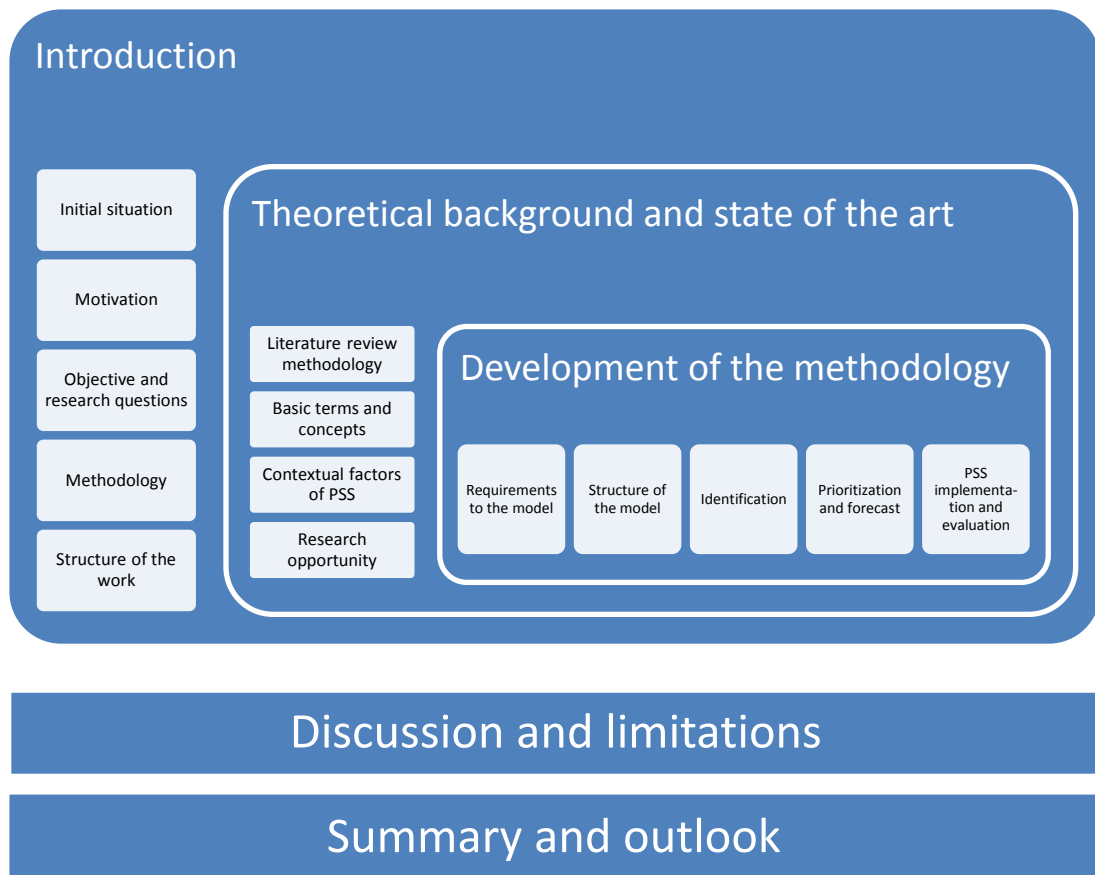 Introduction
Initial situation
Motivation
Objective and
research questions
Methodology
Structure of the
work
Theoretical background and state of the art
Literature review
methodology
Basic terms and
concepts
Contextual factors
of PSS
Research
opportunity
Development of the methodology
Requirements
to the model
Structure of
the model
Identification
Prioritization
and forecast
PSS
implementa-
tion and
evaluation
Discussion and limitations
Summary and outlook